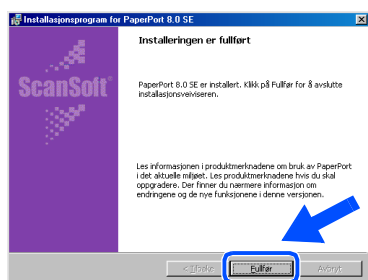 Installasjonsprogram for PaperPort 8.0 SE
Installeringen er fullført
ScanSoft
PaperPort 8.0 SE er installert. Klikk på Fullfør for å avslutte
installasjonsveiviseren.
Les informasjonen i produktmerknadene om bruk av PaperPort
i det aktuelle miljøet. Les produktmerknadene hvis du skal
oppgradere. Der finner du nærmere informasjon om
endringene og de nye funksjonene i denne versjonen.
< Tilbake Fullfør Avbryt